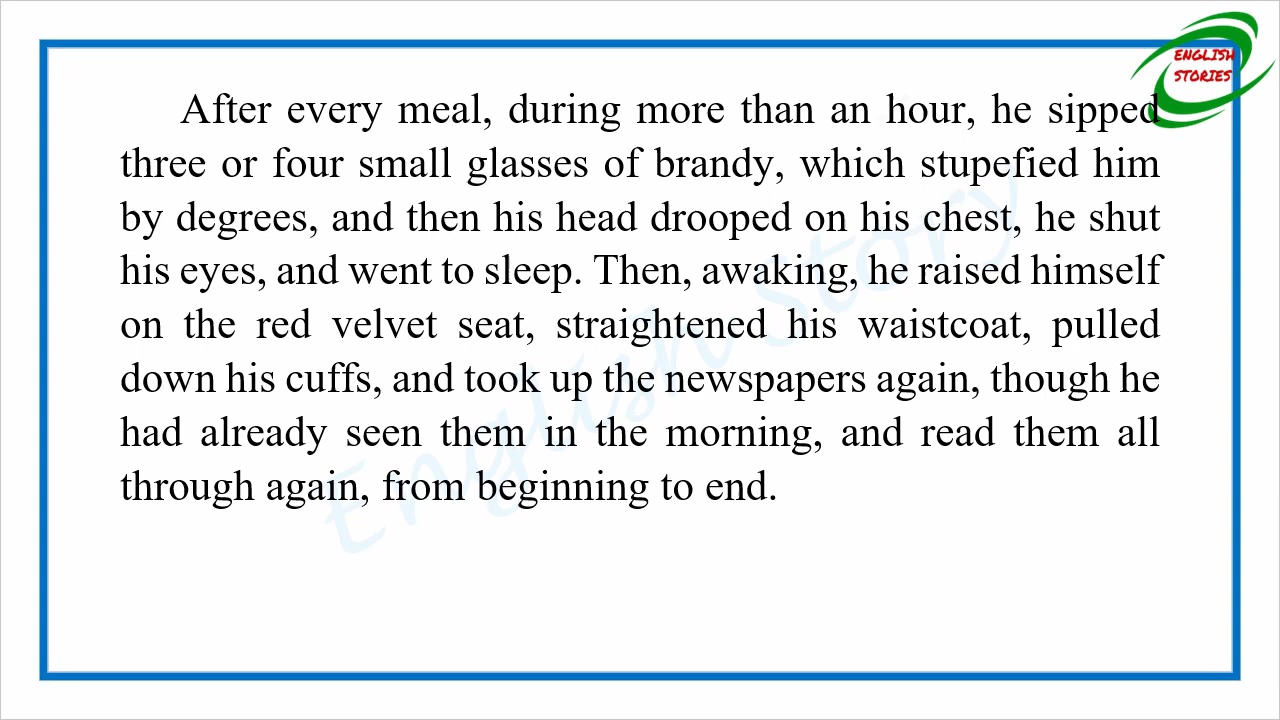 ENGLISH
STORIES
After every meal, during more than an hour, he sipped
three or four small glasses of brandy, which stupefied him
by degrees, and then his head drooped on his chest, he shut
his eyes, and went to sleep. Then, awaking, he raised himself
on the red velvet seat, straightened his waistcoat, pulled
down his cuffs, and took up the newspapers again, though he
had already seen them in the morning, and read them all
through again, from beginning to end.
English Story